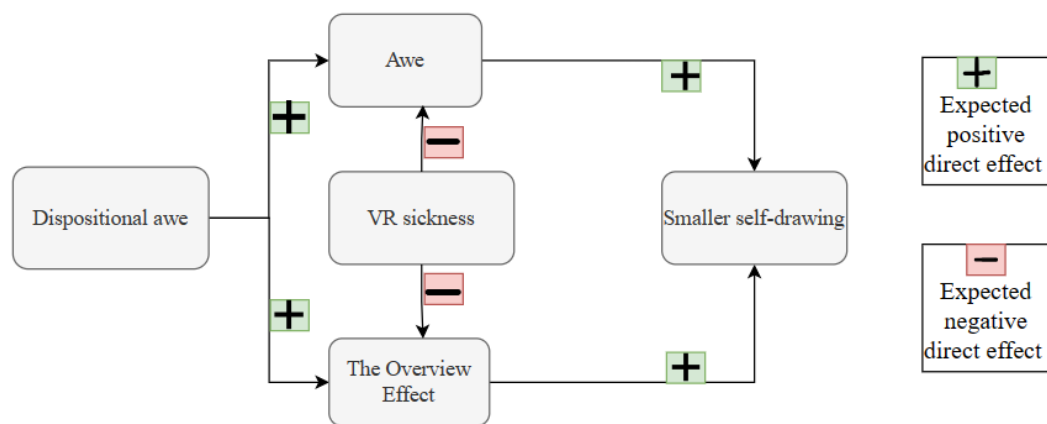 Awe
+
+
+
Expected
positive
direct effect
−
Dispositional awe
VR sickness
Smaller self-drawing
−
−
Expected
negative
direct effect
+
The Overview
Effect
+